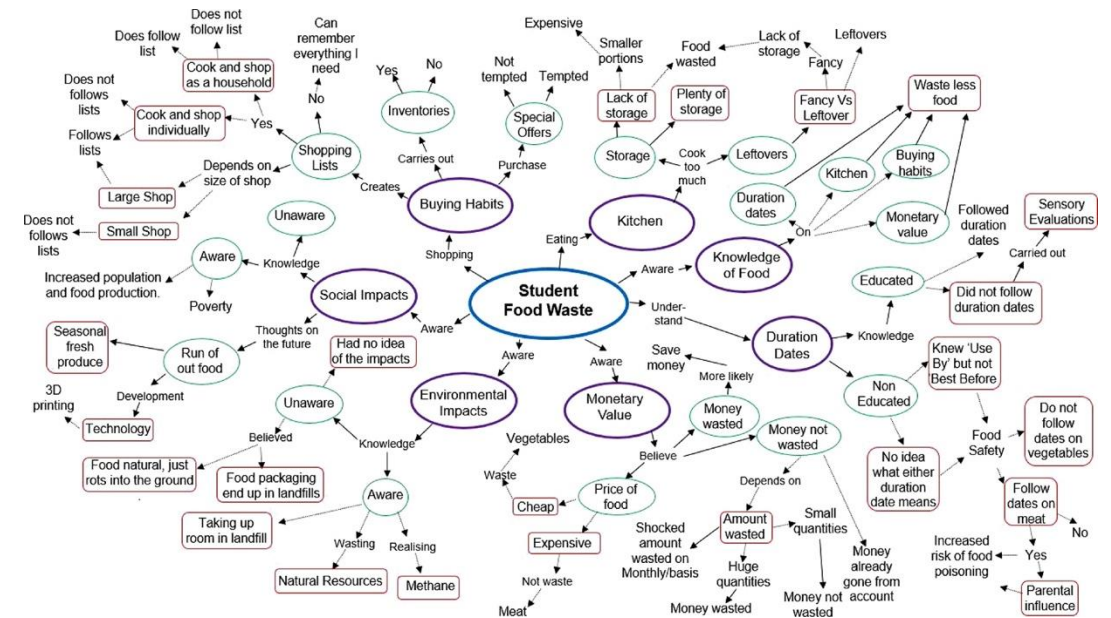 Does not
follow list
Does follow
list
Cook and shop
as a household
Can
remember
everything I
need
No
Does not
follows
lists
Cook and shop
individually
Yes
Follows
lists
Shopping
Lists
Depends on
size of shop
Large Shop
Small Shop
Does not
follows
lists
Creates
Yes
No
Inventories
Carries out
Not
tempted
Tempted
Special
Offers
Purchase
Buying Habits
Shopping
Expensive
Smaller
portions
Food
wasted
Lack of
storage
Fancy
Leftovers
Lack of
storage
Plenty of
storage
Fancy Vs
Leftover
Storage
Cook
too
much
Leftovers
Kitchen
Eating
Waste less
food
Duration
dates
Kitchen
Buying
habits
Monetary
value
On
Knowledge
of Food
Aware
Student
Food Waste
Unaware
Aware
Knowledge
Increased population
and food production.
Poverty
Social Impacts
Aware
Thoughts on
the future
Seasonal
fresh
produce
Run of
out food
Development
3D
printing
Technology
Had no idea
of the impacts
Unaware
Environmental
Impacts
Aware
Believed
Knowledge
Food natural, just
rots into the ground
Food packaging
end up in landfills
Aware
Taking up
room in landfill
Wasting
Realising
Natural Resources
Methane
Aware
Monetary
Value
Believe
Save
money
More likely
Money
wasted
Money not
wasted
Vegetables
Waste
Cheap
Price of
food
Expensive
Not waste
Meat
Depends on
Amount
wasted
Shocked
amount
wasted on
Monthly/basis
Huge
quantities
Money wasted
Small
quantities
Money not
wasted
Money
already
gone from
account
Under-
stand
Duration
Dates
Knowledge
Educated
Followed
duration
dates
Sensory
Evaluations
Carried out
Did not follow
duration dates
Non
Educated
Knew 'Use
By' but not
Best Before
No idea
what either
duration
date means
Food
Safety
Do not
follow
dates on
vegetables
Follow
dates on
meat
No
Yes
Increased
risk of food
poisoning
Parental
influence